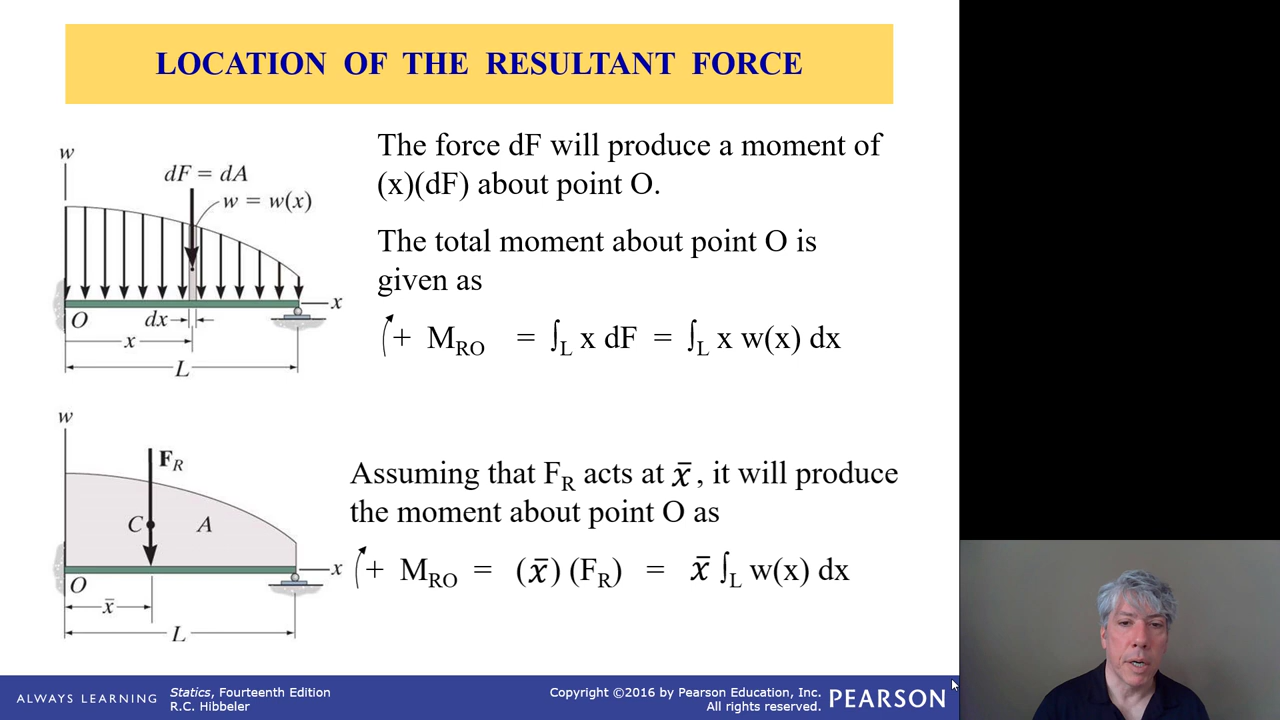 LOCATION OF THE RESULTANT FORCE
w
dF = dA
w = w(x)
O
dx
x
x
L
The force dF will produce a moment of
(x)(dF) about point O.
The total moment about point O is
given as
+ M_RO = ∫_L x dF = ∫_L x w(x) dx
w
F_R
C
A
O
x
x̄
L
Assuming that F_R acts at x̄, it will produce
the moment about point O as
+ M_RO = (x̄) (F_R) = x̄ ∫_L w(x) dx
ALWAYS LEARNING
Statics, Fourteenth Edition
R.C. Hibbeler
Copyright ©2016 by Pearson Education, Inc.
All rights reserved.
PEARSON